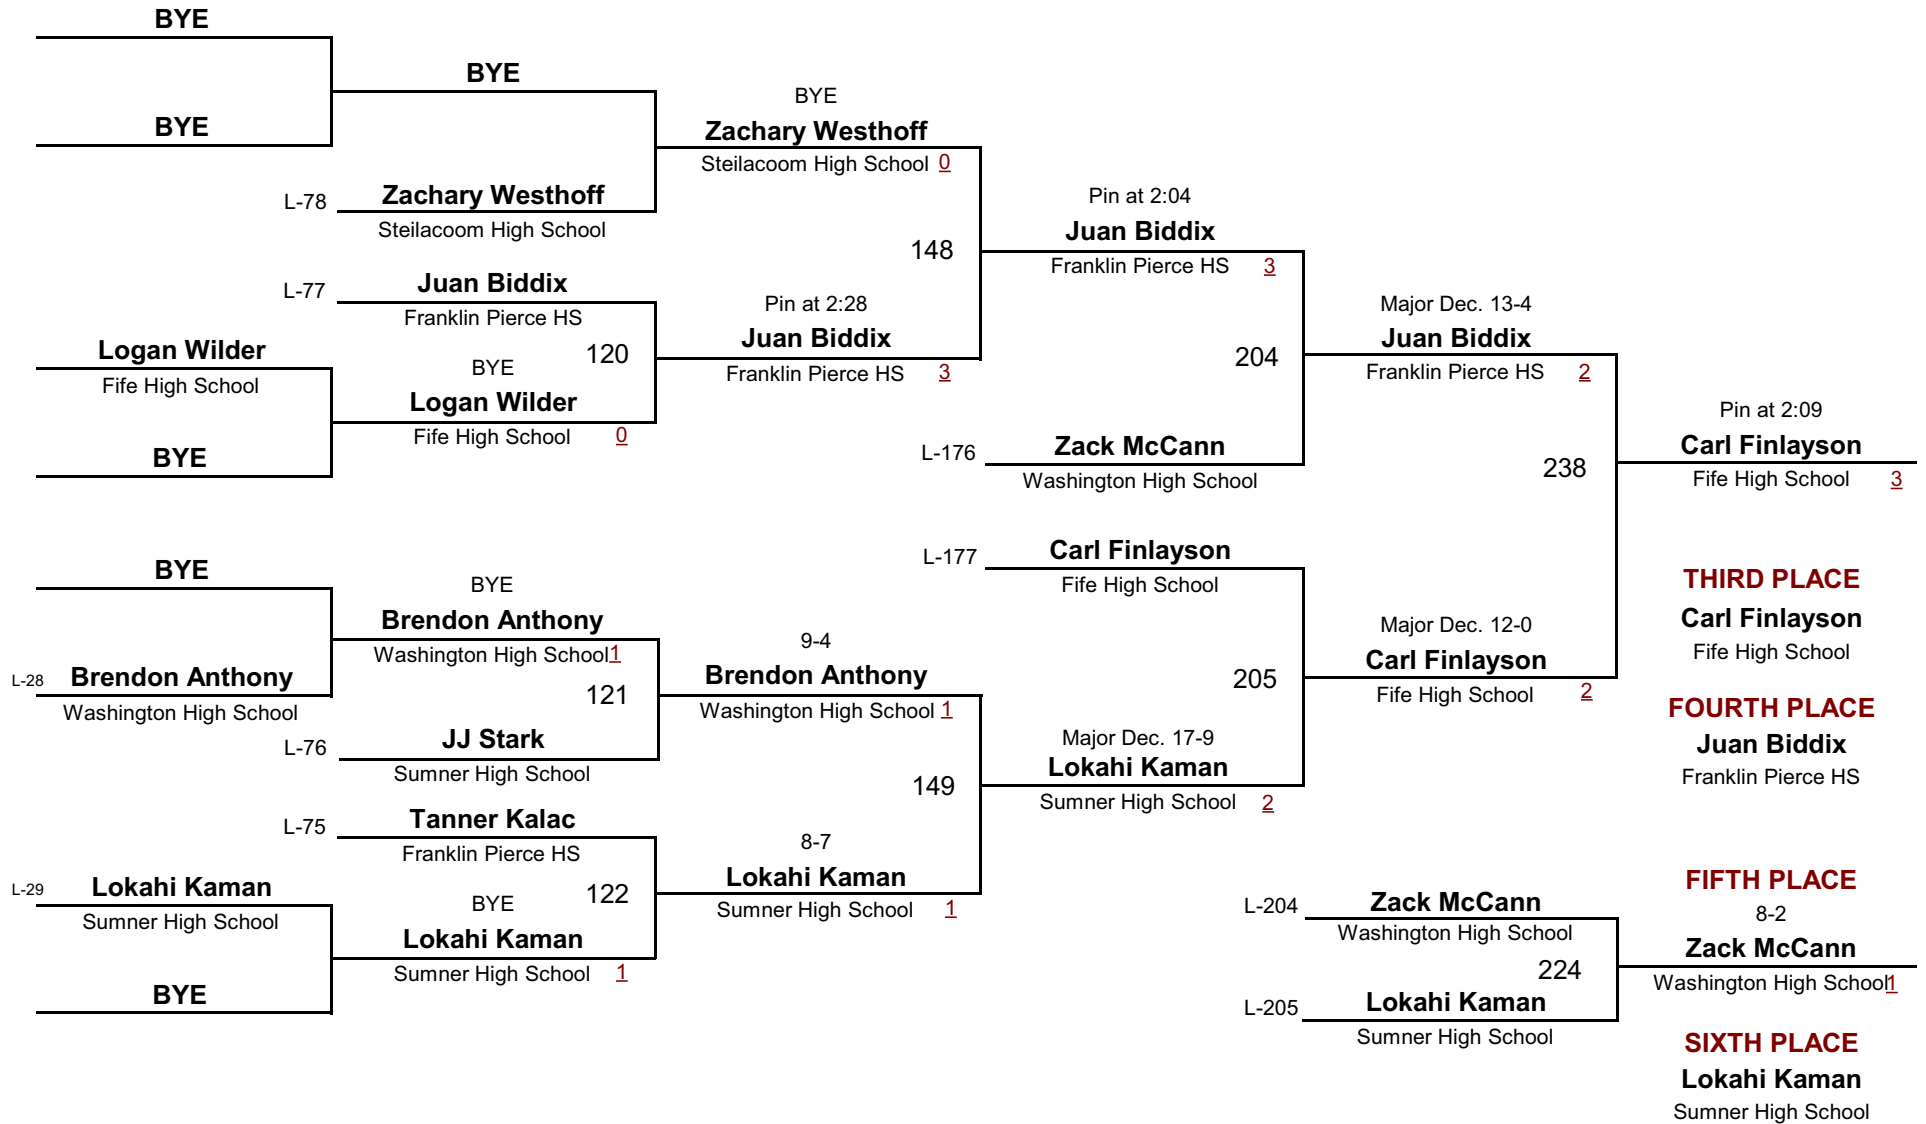 BYE
BYE
BYE
L-78 Zachary Westhoff
Steilacoom High School
BYE
Zachary Westhoff
Steilacoom High School 0
148
L-77 Juan Biddix
Franklin Pierce HS
120
Logan Wilder
Fife High School
BYE
BYE
Logan Wilder
Fife High School 0
Pin at 2:28
Juan Biddix
Franklin Pierce HS 3
Pin at 2:04
Juan Biddix
Franklin Pierce HS 3
204
L-176 Zack McCann
Washington High School
Major Dec. 13-4
Juan Biddix
Franklin Pierce HS 2
238
Pin at 2:09
Carl Finlayson
Fife High School 3
BYE
L-28 Brendon Anthony
Washington High School
BYE
Brendon Anthony
Washington High School 1
121
L-76 JJ Stark
Sumner High School
9-4
Brendon Anthony
Washington High School 1
149
L-75 Tanner Kalac
Franklin Pierce HS
122
L-29 Lokahi Kaman
Sumner High School
BYE
BYE
Lokahi Kaman
Sumner High School 1
8-7
Lokahi Kaman
Sumner High School 1
L-177 Carl Finlayson
Fife High School
205
Major Dec. 17-9
Lokahi Kaman
Sumner High School 2
Major Dec. 12-0
Carl Finlayson
Fife High School 2
THIRD PLACE
Carl Finlayson
Fife High School
FOURTH PLACE
Juan Biddix
Franklin Pierce HS
L-204 Zack McCann
Washington High School
224
L-205 Lokahi Kaman
Sumner High School
FIFTH PLACE
8-2
Zack McCann
Washington High School 1
SIXTH PLACE
Lokahi Kaman
Sumner High School